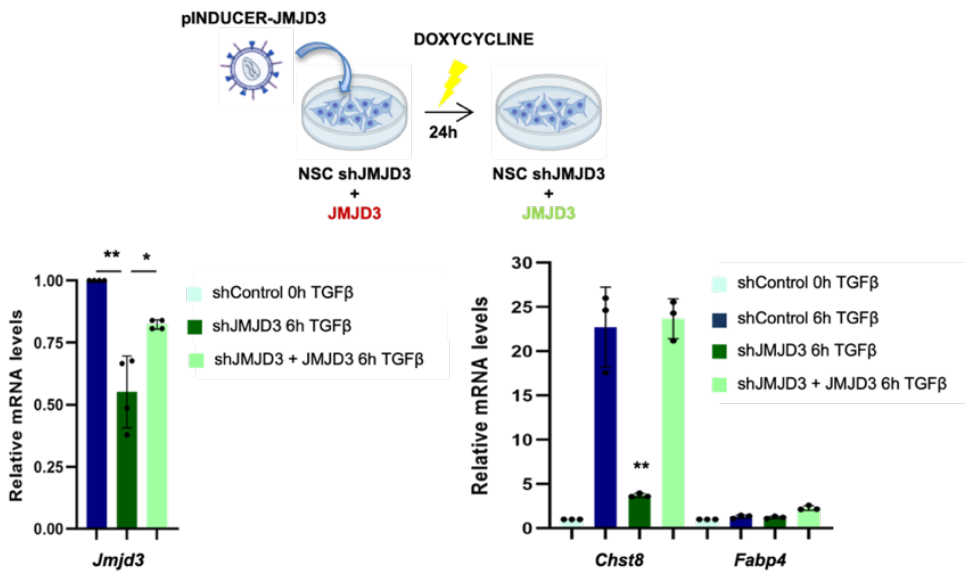 pINDUCER-JMJD3
DOXYCYCLINE
24h
NSC shJMJD3
+
JMJD3
NSC shJMJD3
+
JMJD3
** *
1.00
0.75
0.50
0.25
0.00
Relative mRNA levels
Jmjd3
shControl 0h TGFβ
shJMJD3 6h TGFβ
shJMJD3 + JMJD3 6h TGFβ
30
25
20
15
10
5
0
Relative mRNA levels
**
Chst8 Fabp4
shControl 0h TGFβ
shControl 6h TGFβ
shJMJD3 6h TGFβ
shJMJD3 + JMJD3 6h TGFβ